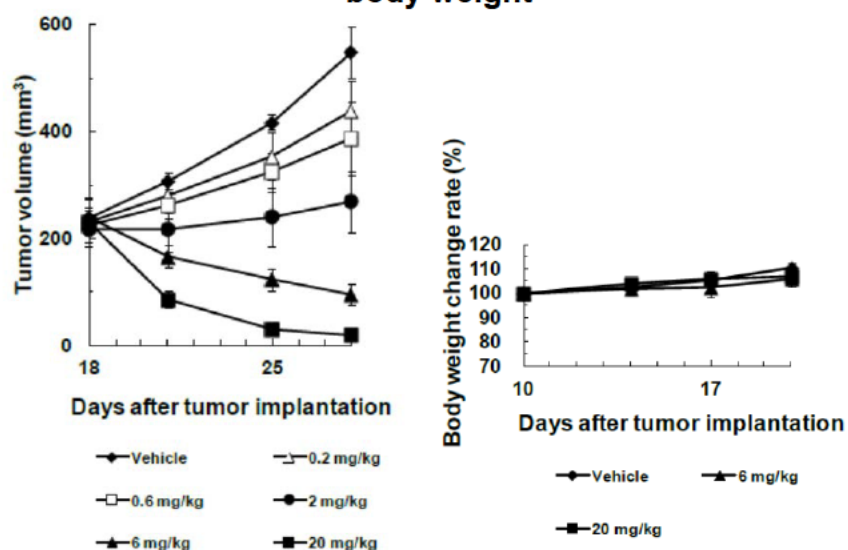 body weight
600
400
200
0
Tumor volume (mm³)
18 25
Days after tumor implantation
Vehicle 0.2 mg/kg
0.6 mg/kg 2 mg/kg
6 mg/kg 20 mg/kg
Body weight change rate (%)
120
110
100
90
80
70
10 17
Days after tumor implantation
Vehicle 6 mg/kg
20 mg/kg